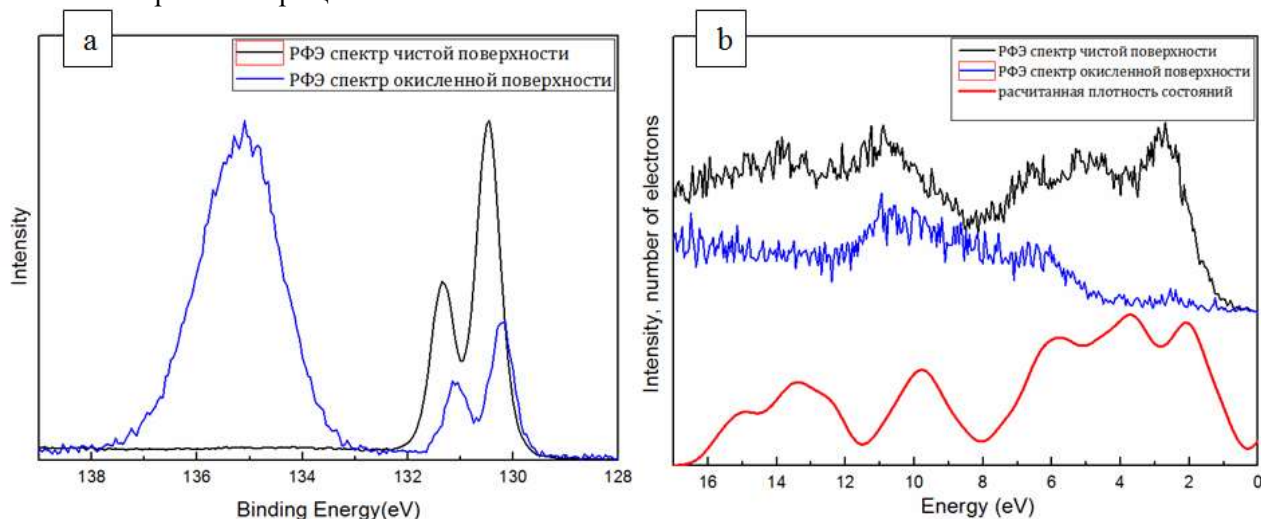 a
РФЭ спектр чистой поверхности
РФЭ спектр окисленной поверхности
Intensity
138
136
134
132
130
128
Binding Energy(eV)
b
РФЭ спектр чистой поверхности
РФЭ спектр окисленной поверхности
расчитанная плотность состояний
Intensity, number of electrons
16
14
12
10
8
6
4
2
0
Energy (eV)